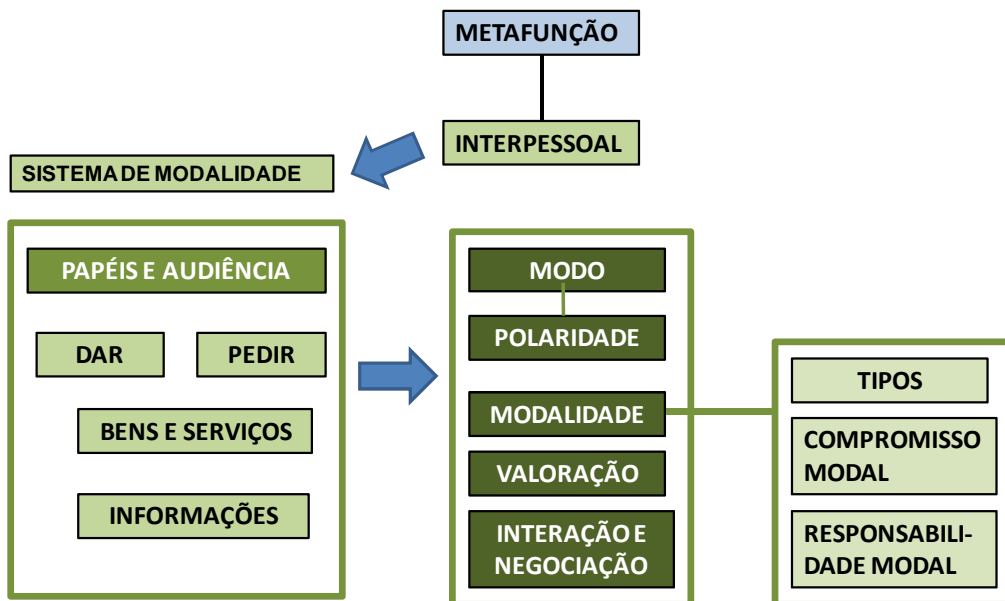 METAFUNÇÃO
INTERPESSOAL
SISTEMA DE MODALIDADE
PAPÉIS E AUDIÊNCIA
DAR
PEDIR
BENS E SERVIÇOS
INFORMAÇÕES
MODO
POLARIDADE
MODALIDADE
VALORAÇÃO
INTERAÇÃO E
NEGOCIAÇÃO
TIPOS
COMPROMISSO
MODAL
RESPONSABILI-
DADE MODAL